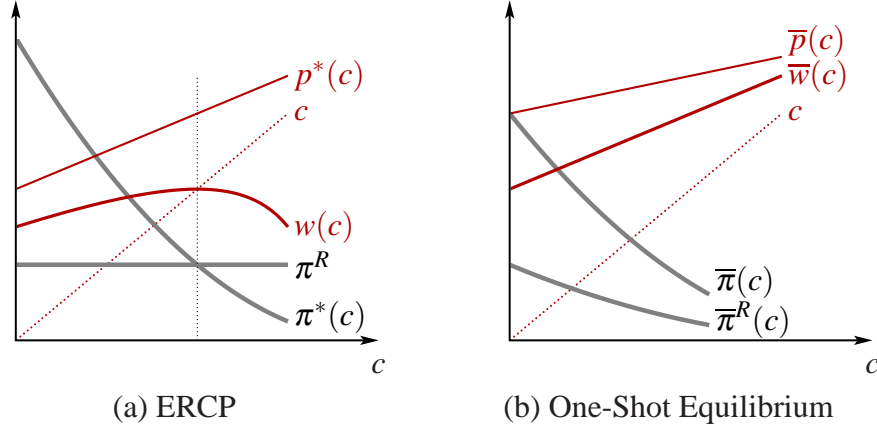 p*(c)
c
w(c)
π^R
π*(c)
c
(a) ERCP
p̅(c)
w̅(c)
c
π̅(c)
π̅^R(c)
c
(b) One-Shot Equilibrium